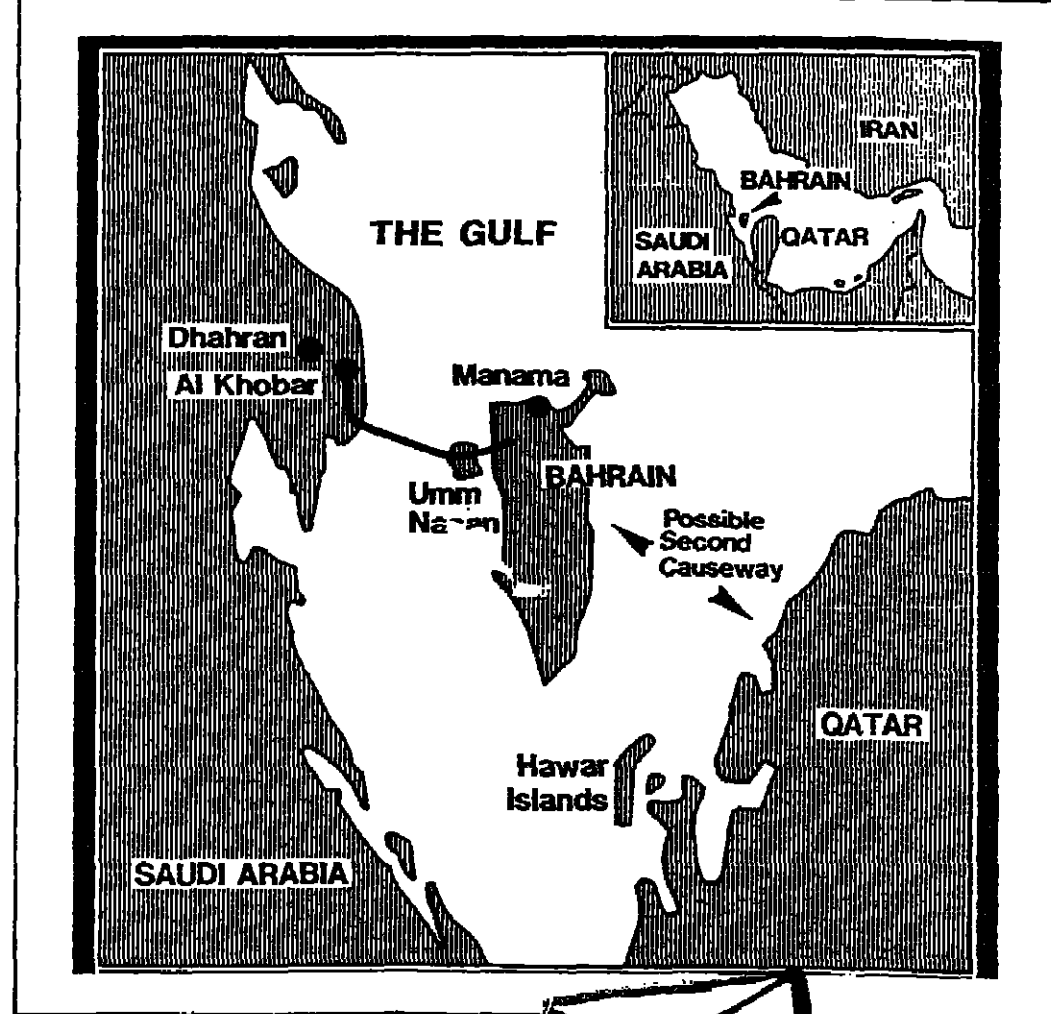 IRAN
BAHRAIN
THE GULF
QATAR
SAUDI
ARABIA
Dhahran
Al Khobar
Manama
BAHRAIN
Umm
Possible
Second
Causeway
QATAR
Hawar
Islands
SAUDI ARABIA